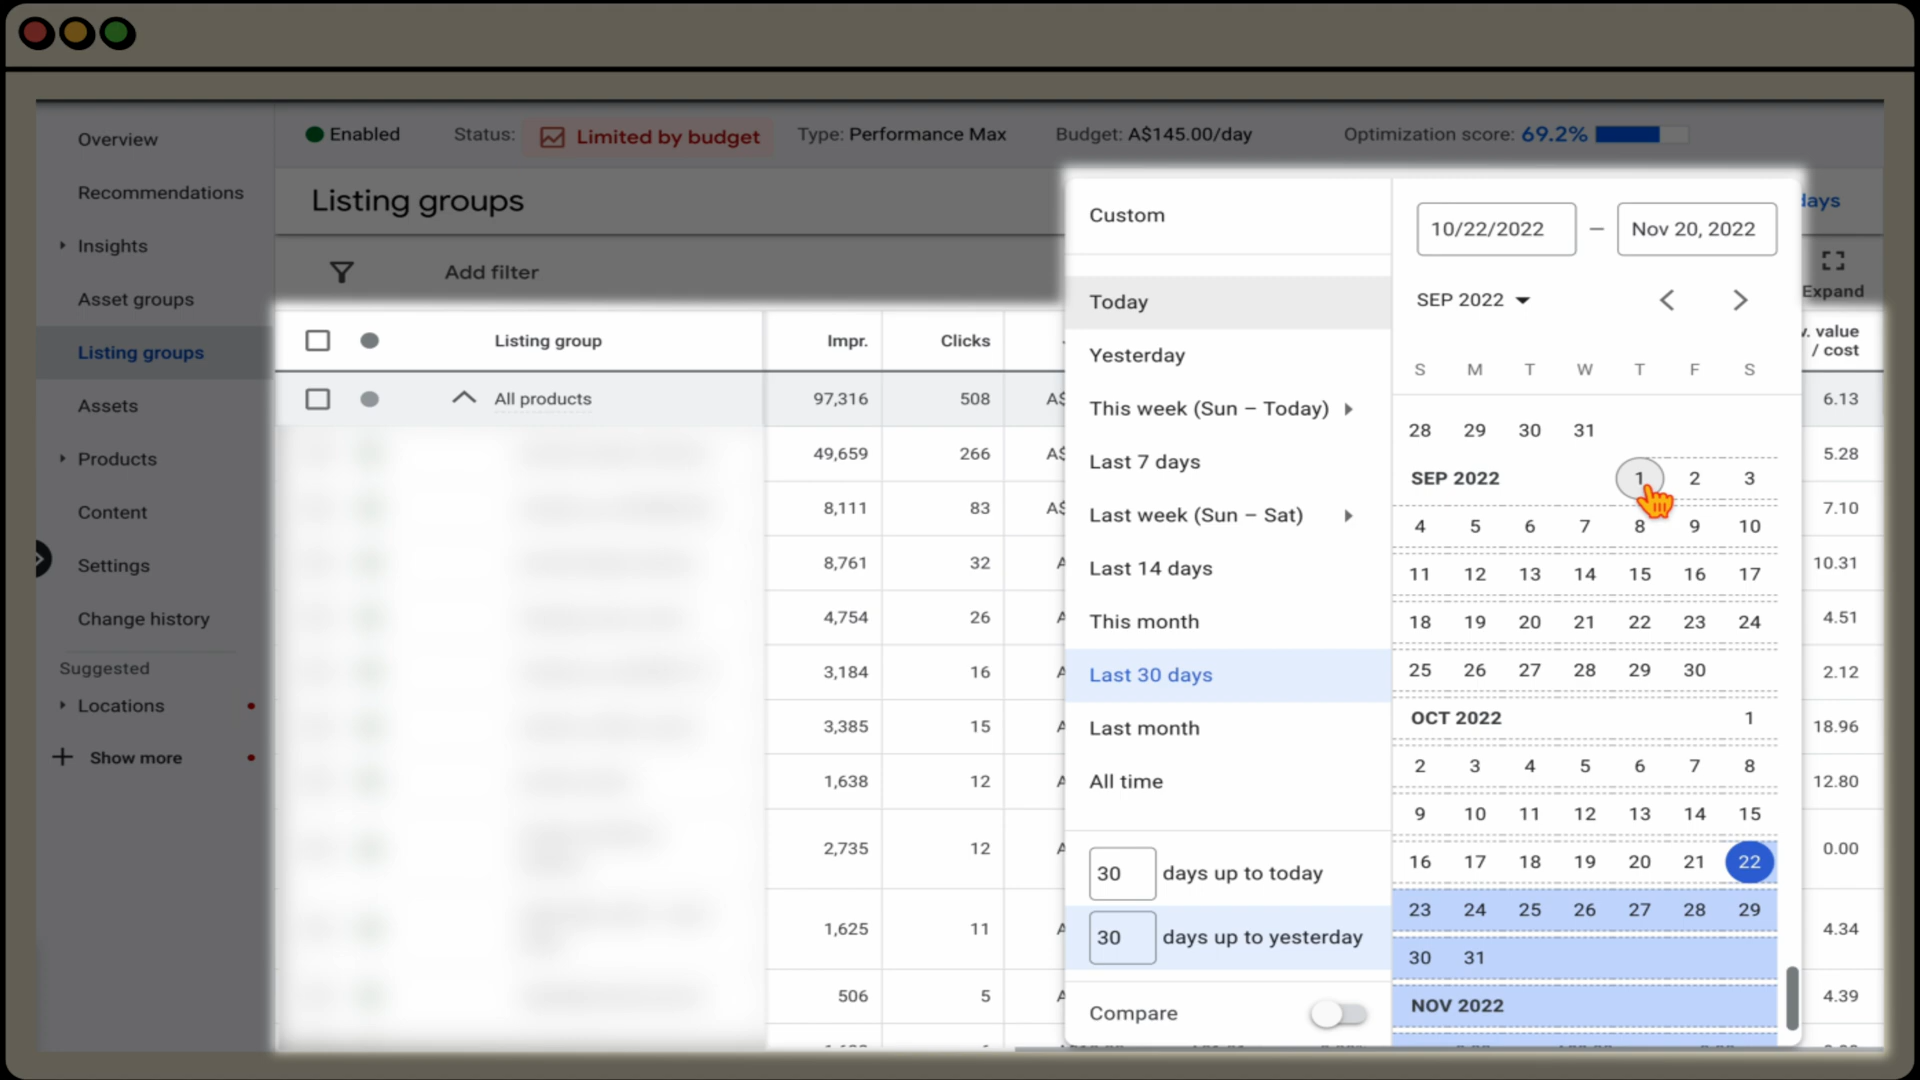 Overview
Recommendations
Insights
Asset groups
Listing groups
Assets
Products
Content
Settings
Change history
Suggested
Locations
Show more
Enabled Status: Limited by budget Type: Performance Max Budget: A$145.00/day Optimization score: 69.2%
Listing groups
days
Add filter
Expand
Listing group Impr. Clicks
v. value
/ cost
All products 97,316 508 A$ 6.13
49,659 266 A$ 5.28
8,111 83 A$ 7.10
8,761 32 A 10.31
4,754 26 A 4.51
3,184 16 A 2.12
3,385 15 A 18.96
1,638 12 A 12.80
2,735 12 A 0.00
1,625 11 A 4.34
506 5 A 4.39
Custom
Today
Yesterday
This week (Sun – Today)
Last 7 days
Last week (Sun – Sat)
Last 14 days
This month
Last 30 days
Last month
All time
30 days up to today
30 days up to yesterday
Compare
10/22/2022 – Nov 20, 2022
SEP 2022
S M T W T F S
28 29 30 31
SEP 2022 1 2 3
4 5 6 7 8 9 10
11 12 13 14 15 16 17
18 19 20 21 22 23 24
25 26 27 28 29 30
OCT 2022 1
2 3 4 5 6 7 8
9 10 11 12 13 14 15
16 17 18 19 20 21 22
23 24 25 26 27 28 29
30 31
NOV 2022